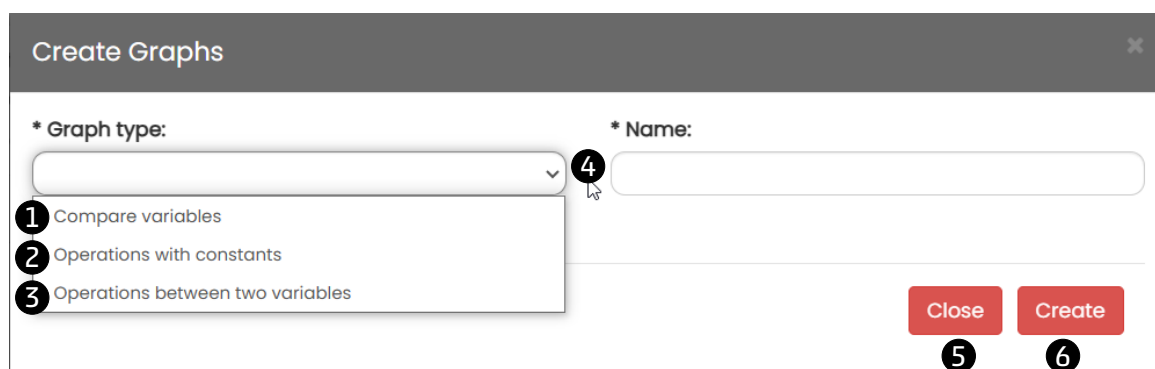 Create Graphs ×
* Graph type: * Name:
4
1 Compare variables
2 Operations with constants
3 Operations between two variables
Close Create
5 6